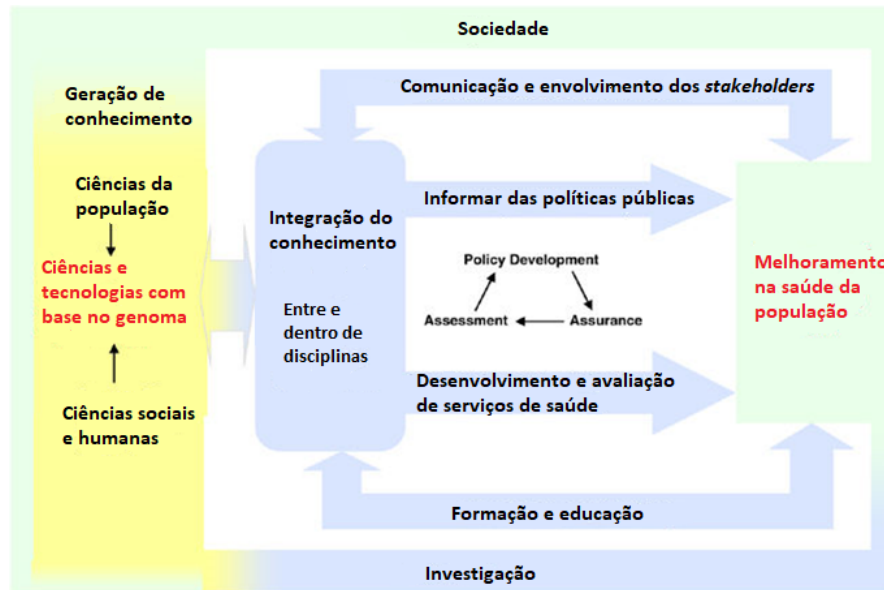 Sociedade
Geração de
conhecimento
Ciências da
população
Ciências e
tecnologias com
base no genoma
Ciências sociais
e humanas
Integração do
conhecimento
Entre e
dentro de
disciplinas
Comunicação e envolvimento dos stakeholders
Informar das políticas públicas
Policy Development
Assessment
Assurance
Desenvolvimento e avaliação
de serviços de saúde
Formação e educação
Melhoramento
na saúde da
população
Investigação